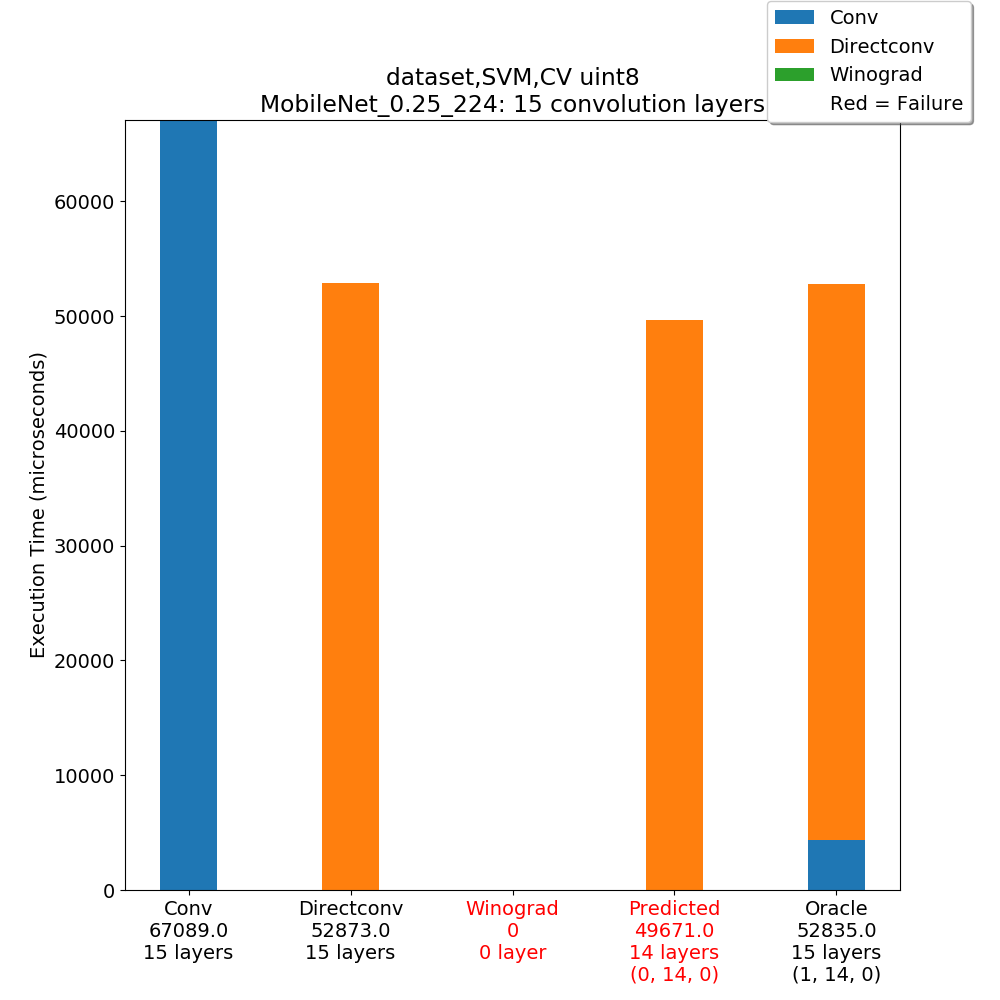 Conv
Directconv
Winograd
Red = Failure
dataset,SVM,CV uint8
MobileNet_0.25_224: 15 convolution layers
Execution Time (microseconds)
60000
50000
40000
30000
20000
10000
0
Conv
67089.0
15 layers
Directconv
52873.0
15 layers
Winograd
0
0 layer
Predicted
49671.0
14 layers
(0, 14, 0)
Oracle
52835.0
15 layers
(1, 14, 0)